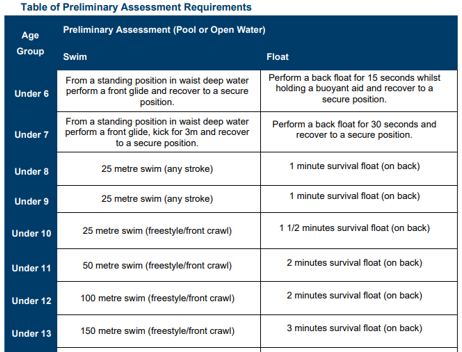 Table of Preliminary Assessment Requirements
Age
Group
Preliminary Assessment (Pool or Open Water)
Swim
Float
Under 6
From a standing position in waist deep water
perform a front glide and recover to a secure
position.
Perform a back float for 15 seconds whilst
holding a buoyant aid and recover to a
secure position.
Under 7
From a standing position in waist deep water
perform a front glide, kick for 3m and recover
to a secure position.
Perform a back float for 30 seconds and
recover to a secure position.
Under 8
25 metre swim (any stroke)
1 minute survival float (on back)
Under 9
25 metre swim (any stroke)
1 minute survival float (on back)
Under 10
25 metre swim (freestyle/front crawl)
1 1/2 minutes survival float (on back)
Under 11
50 metre swim (freestyle/front crawl)
2 minutes survival float (on back)
Under 12
100 metre swim (freestyle/front crawl)
2 minutes survival float (on back)
Under 13
150 metre swim (freestyle/front crawl)
3 minutes survival float (on back)